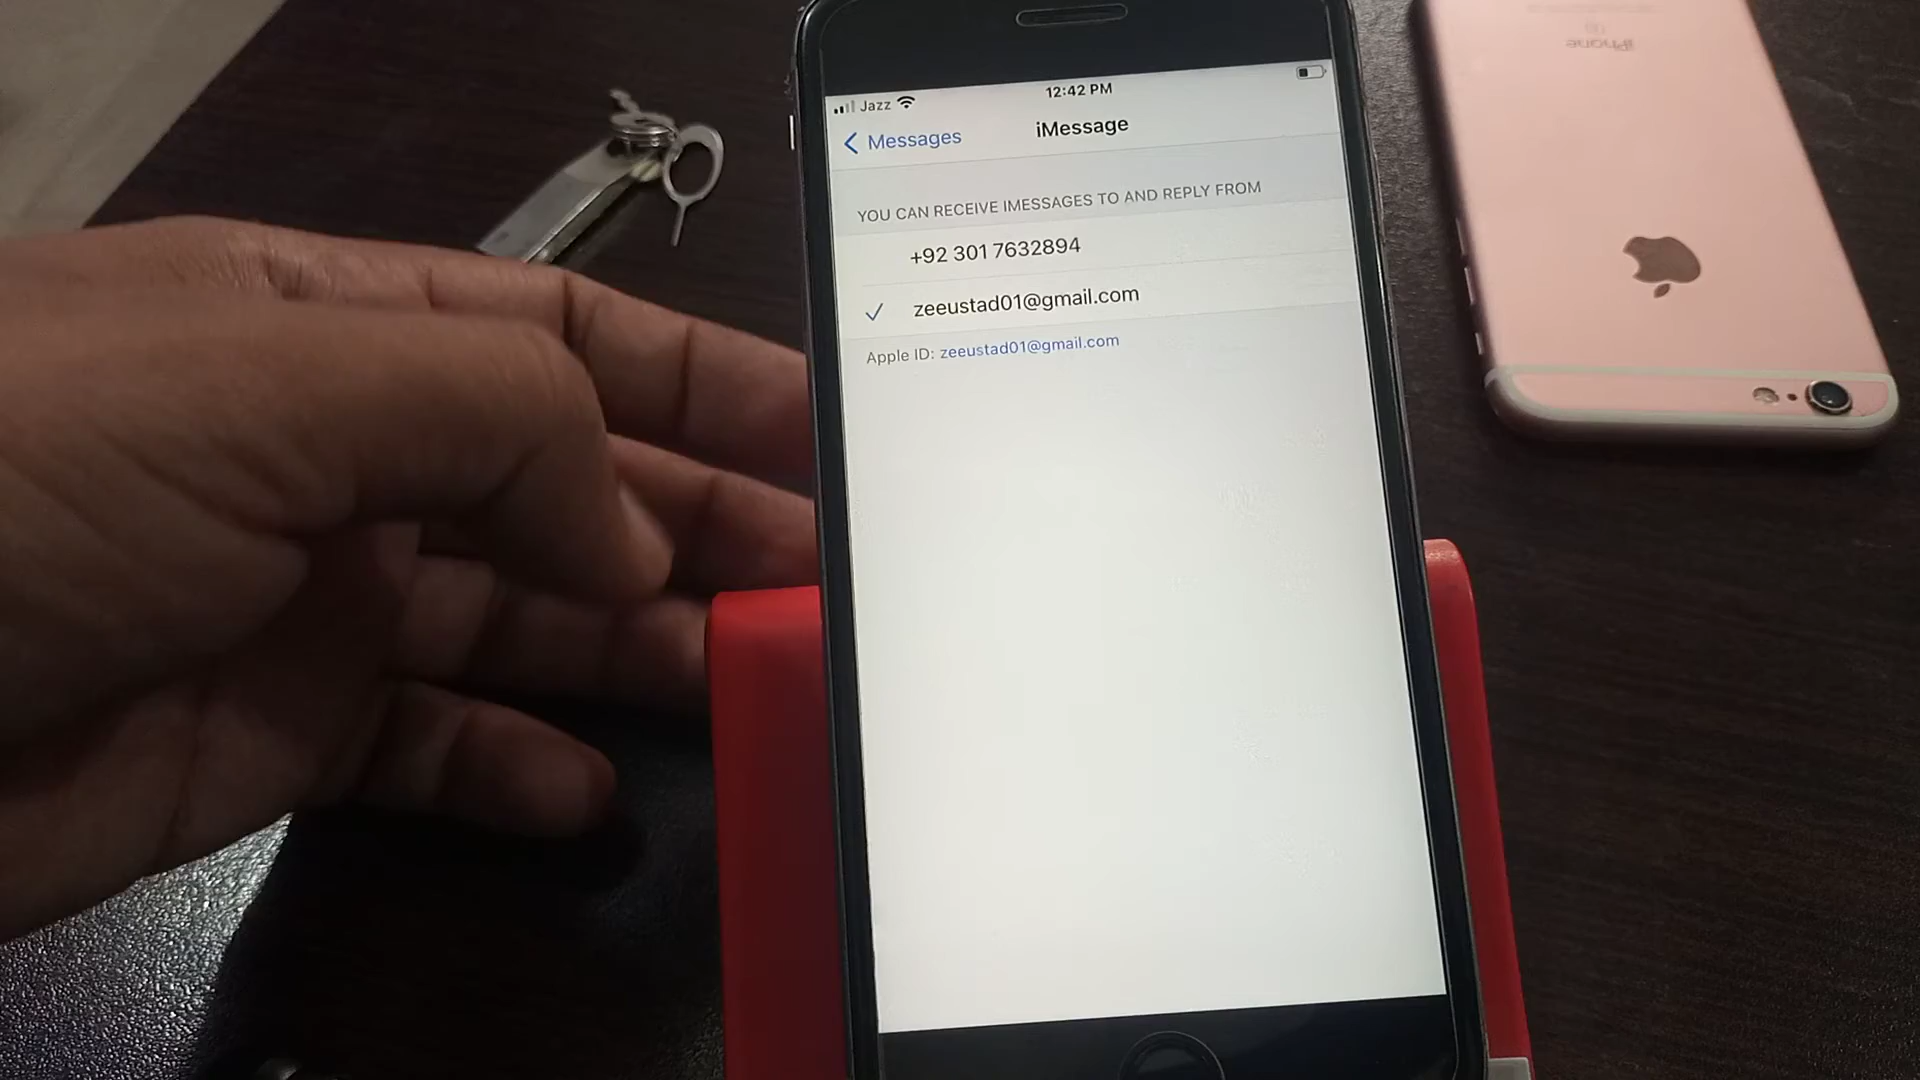 Jazz
12:42 PM
Messages
iMessage
YOU CAN RECEIVE IMESSAGES TO AND REPLY FROM
+92 301 7632894
zeeustad01@gmail.com
Apple ID: zeeustad01@gmail.com
iPhone